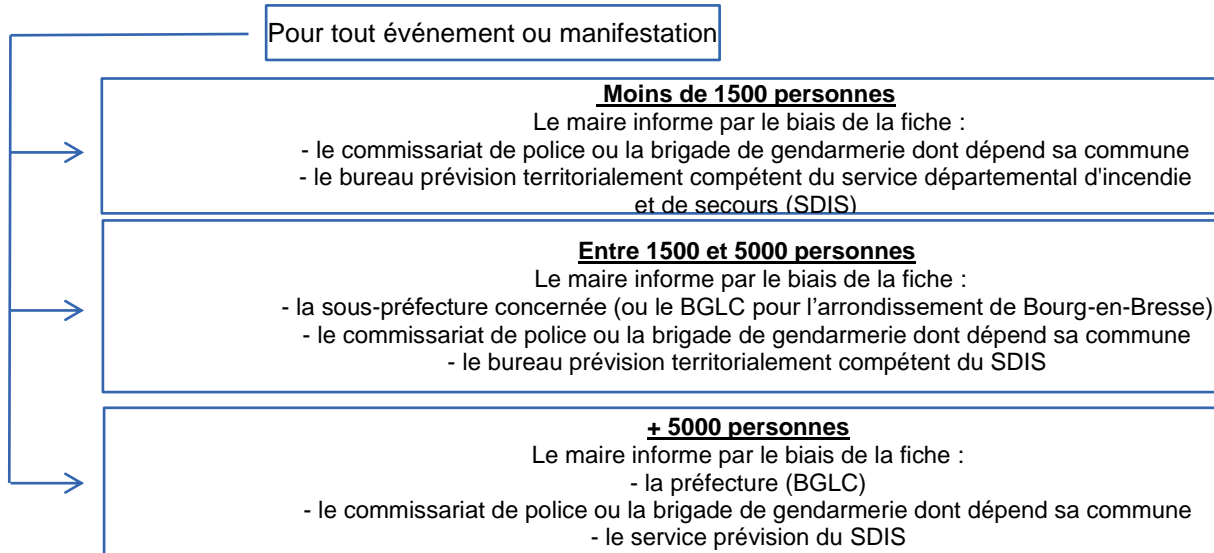 Pour tout événement ou manifestation
Moins de 1500 personnes
Le maire informe par le biais de la fiche :
- le commissariat de police ou la brigade de gendarmerie dont dépend sa commune
- le bureau prévision territorialement compétent du service départemental d'incendie
et de secours (SDIS)
Entre 1500 et 5000 personnes
Le maire informe par le biais de la fiche :
- la sous-préfecture concernée (ou le BGLC pour l’arrondissement de Bourg-en-Bresse)
- le commissariat de police ou la brigade de gendarmerie dont dépend sa commune
- le bureau prévision territorialement compétent du SDIS
+ 5000 personnes
Le maire informe par le biais de la fiche :
- la préfecture (BGLC)
- le commissariat de police ou la brigade de gendarmerie dont dépend sa commune
- le service prévision du SDIS